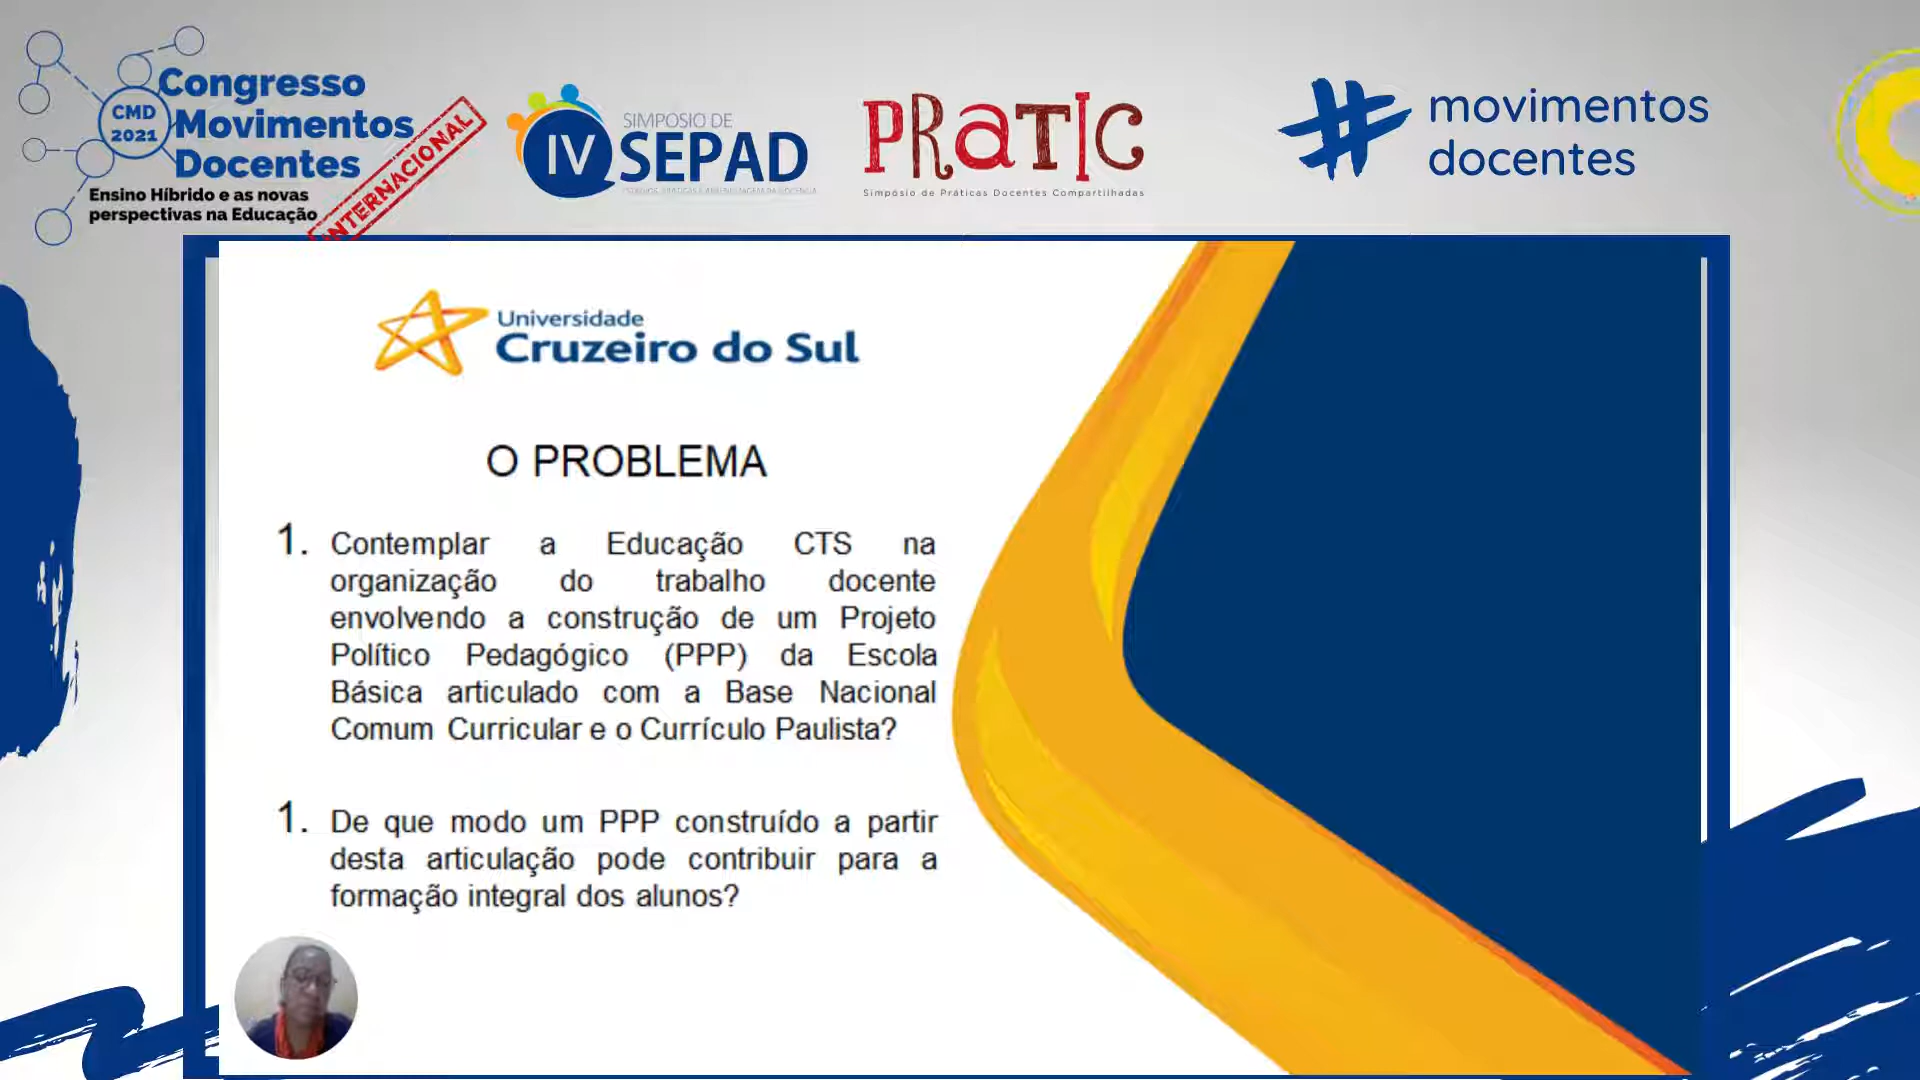 Congresso
CMD
2021
Movimentos
Docentes
Ensino Híbrido e as novas
perspectivas na Educação
INTERNACIONAL
SIMPÓSIO DE
IV SEPAD
PRATIC
Simpósio de Práticas Docentes Compartilhadas
# movimentos
docentes
Universidade
Cruzeiro do Sul
O PROBLEMA
1. Contemplar a Educação CTS na
organização do trabalho docente
envolvendo a construção de um Projeto
Político Pedagógico (PPP) da Escola
Básica articulado com a Base Nacional
Comum Curricular e o Currículo Paulista?
1. De que modo um PPP construído a partir
desta articulação pode contribuir para a
formação integral dos alunos?